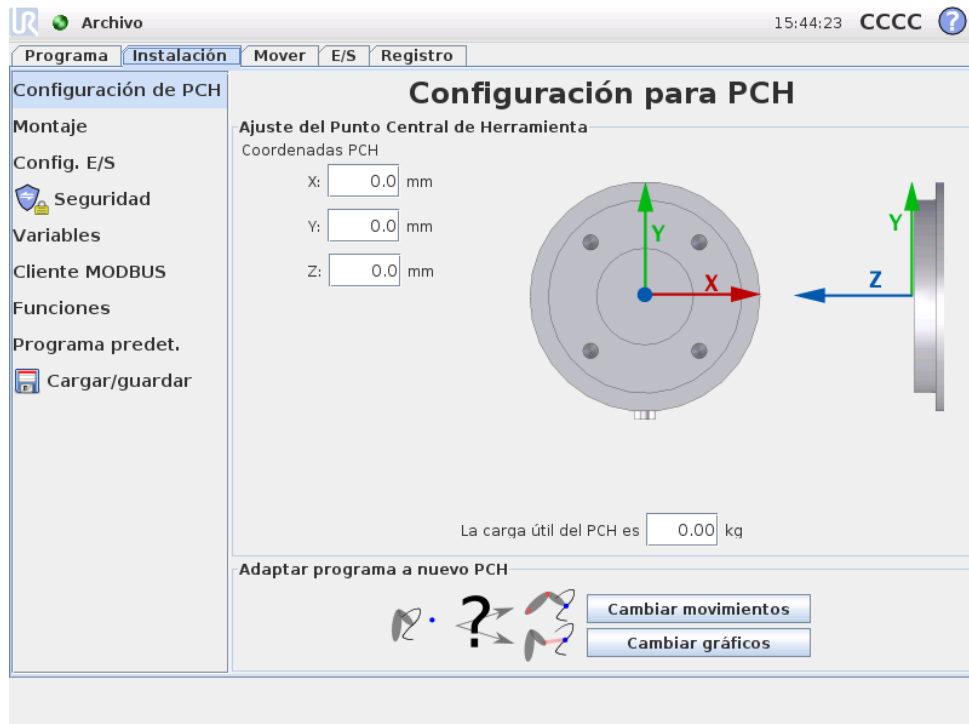 UR Archivo 15:44:23 CCCC ?
Programa Instalación Mover E/S Registro
Configuración de PCH
Montaje
Config. E/S
Seguridad
Variables
Cliente MODBUS
Funciones
Programa predet.
Cargar/guardar
Configuración para PCH
Ajuste del Punto Central de Herramienta
Coordenadas PCH
X: 0.0 mm
Y: 0.0 mm
Z: 0.0 mm
Y
X
Y
Z
La carga útil del PCH es 0.00 kg
Adaptar programa a nuevo PCH
?
Cambiar movimientos
Cambiar gráficos